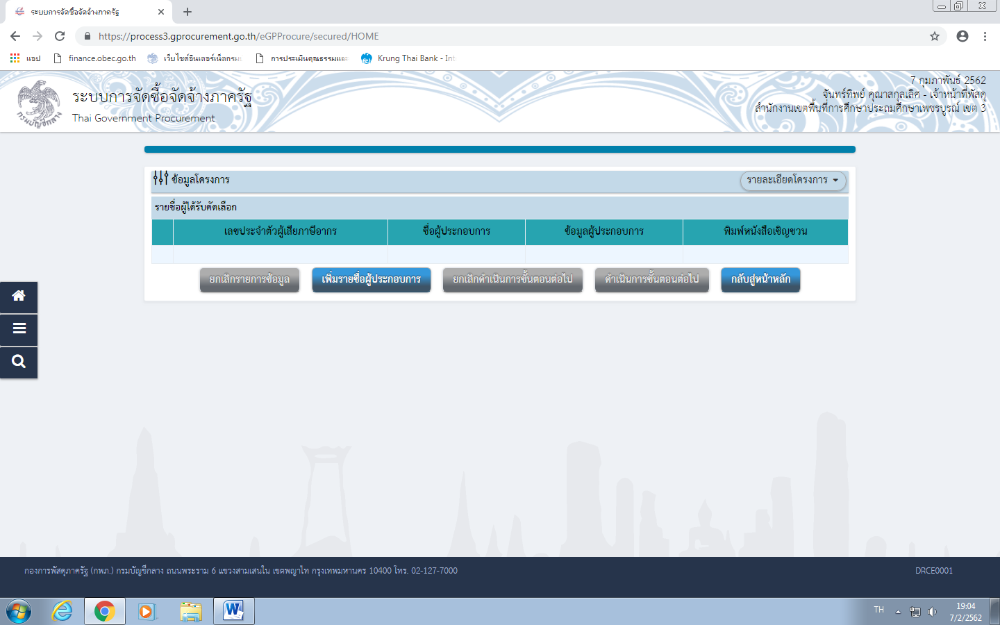 ระบบการจัดซื้อจัดจ้างภาครัฐ
https://process3.gprocurement.go.th/eGPProcure/secured/HOME
แอป
finance.obec.go.th
เว็บไซต์อินเตอร์เน็ตกรม
การประเมินคุณธรรมและ
Krung Thai Bank - Int
กรมบัญชีกลาง
ระบบการจัดซื้อจัดจ้างภาครัฐ
Thai Government Procurement
7 กุมภาพันธ์ 2562
จันทร์ทิพย์ คุณาสกุลเลิศ - เจ้าหน้าที่พัสดุ
สำนักงานเขตพื้นที่การศึกษาประถมศึกษาเพชรบูรณ์ เขต 3
ข้อมูลโครงการ
รายละเอียดโครงการ
รายชื่อผู้ได้รับคัดเลือก
เลขประจำตัวผู้เสียภาษีอากร
ชื่อผู้ประกอบการ
ข้อมูลผู้ประกอบการ
พิมพ์หนังสือเชิญชวน
ยกเลิกรายการข้อมูล
เพิ่มรายชื่อผู้ประกอบการ
ยกเลิกดำเนินการขั้นตอนต่อไป
ดำเนินการขั้นตอนต่อไป
กลับสู่หน้าหลัก
กองการพัสดุภาครัฐ (กพภ.) กรมบัญชีกลาง ถนนพระราม 6 แขวงสามเสนใน เขตพญาไท กรุงเทพมหานคร 10400 โทร. 02-127-7000
DRCE0001
TH
19:04
7/2/2562